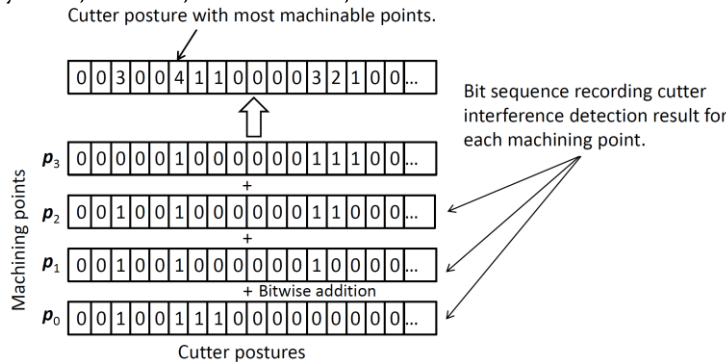 Cutter posture with most machinable points.
0 0 3 0 0 4 1 1 0 0 0 0 3 2 1 0 0 ...
Bit sequence recording cutter
interference detection result for
each machining point.
Machining points
p3 0 0 0 0 0 1 0 0 0 0 0 0 1 1 1 0 0 ...
+
p2 0 0 1 0 0 1 0 0 0 0 0 0 1 1 0 0 0 ...
+
p1 0 0 1 0 0 1 0 0 0 0 0 0 1 0 0 0 0 ...
+ Bitwise addition
p0 0 0 1 0 0 1 1 1 0 0 0 0 0 0 0 0 0 ...
Cutter postures